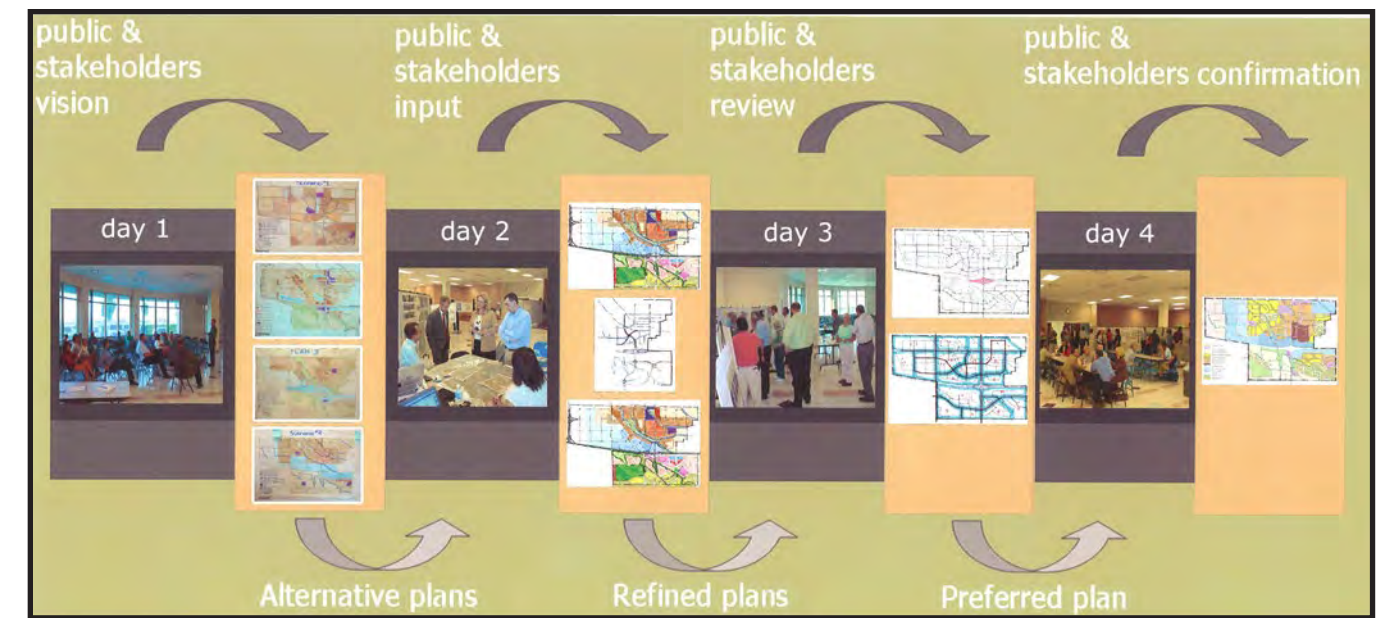 public &
stakeholders
vision
public &
stakeholders
input
public &
stakeholders
review
public &
stakeholders confirmation
day 1
day 2
day 3
day 4
Alternative plans
Refined plans
Preferred plan